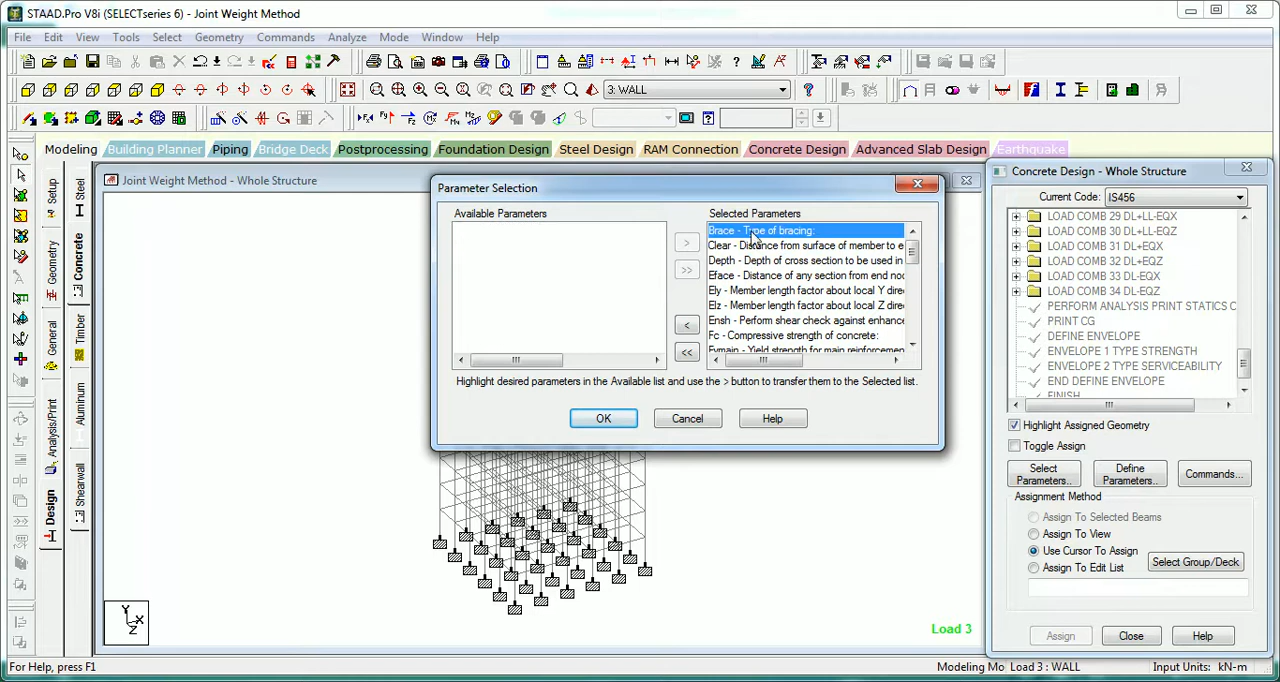 STAAD.Pro V8i (SELECTseries 6) - Joint Weight Method
File Edit View Tools Select Geometry Commands Analyze Mode Window Help
3: WALL
Modeling Building Planner Piping Bridge Deck Postprocessing Foundation Design Steel Design RAM Connection Concrete Design Advanced Slab Design Earthquake
Joint Weight Method - Whole Structure
Setup
General
Analysis/Print
Design
Steel
Concrete
Timber
Aluminum
Shearwall
Parameter Selection
Available Parameters
Selected Parameters
Brace - Type of bracing:
Clear - Distance from surface of member to e
Depth - Depth of cross section to be used in
Eface - Distance of any section from end noc
Ely - Member length factor about local Y dire
Elz - Member length factor about local Z dire
Ensh - Perform shear check against enhance
Fc - Compressive strength of concrete:
Fymain - Yield strength for main reinforcemen
>
>>
<
<<
Highlight desired parameters in the Available list and use the > button to transfer them to the Selected list.
OK Cancel Help
Concrete Design - Whole Structure
Current Code: IS456
LOAD COMB 29 DL+LL-EQX
LOAD COMB 30 DL+LL-EQZ
LOAD COMB 31 DL+EQX
LOAD COMB 32 DL+EQZ
LOAD COMB 33 DL-EQX
LOAD COMB 34 DL-EQZ
PERFORM ANALYSIS PRINT STATICS C
PRINT CG
DEFINE ENVELOPE
ENVELOPE 1 TYPE STRENGTH
ENVELOPE 2 TYPE SERVICEABILITY
END DEFINE ENVELOPE
FINISH
Highlight Assigned Geometry
Toggle Assign
Select Parameters..
Define Parameters..
Commands...
Assignment Method
Assign To Selected Beams
Assign To View
Use Cursor To Assign
Assign To Edit List
Select Group/Deck
Assign Close Help
Y
X
Z
Load 3
For Help, press F1
Modeling Mo
Load 3 : WALL
Input Units: kN-m